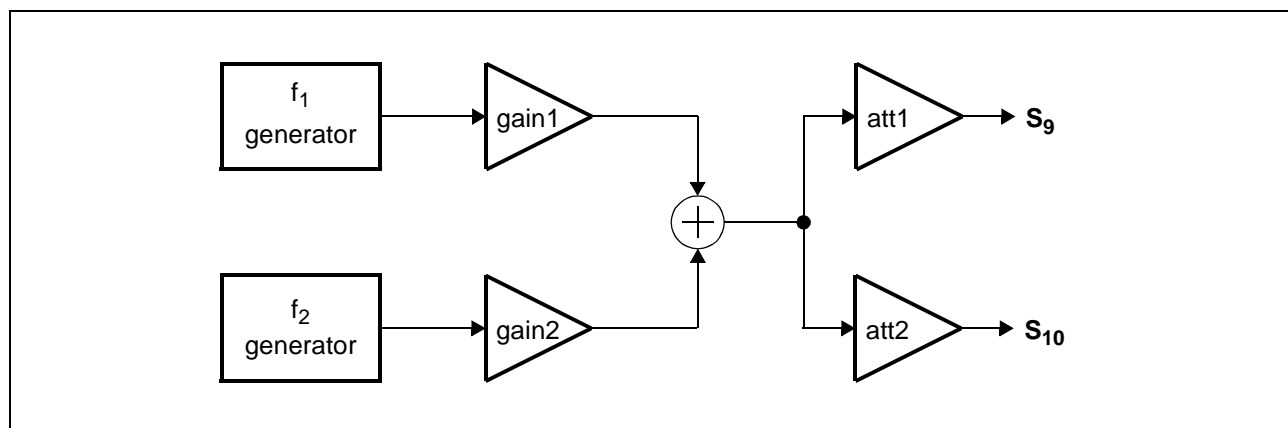 f1
generator
gain1
att1
S9
f2
generator
gain2
att2
S10